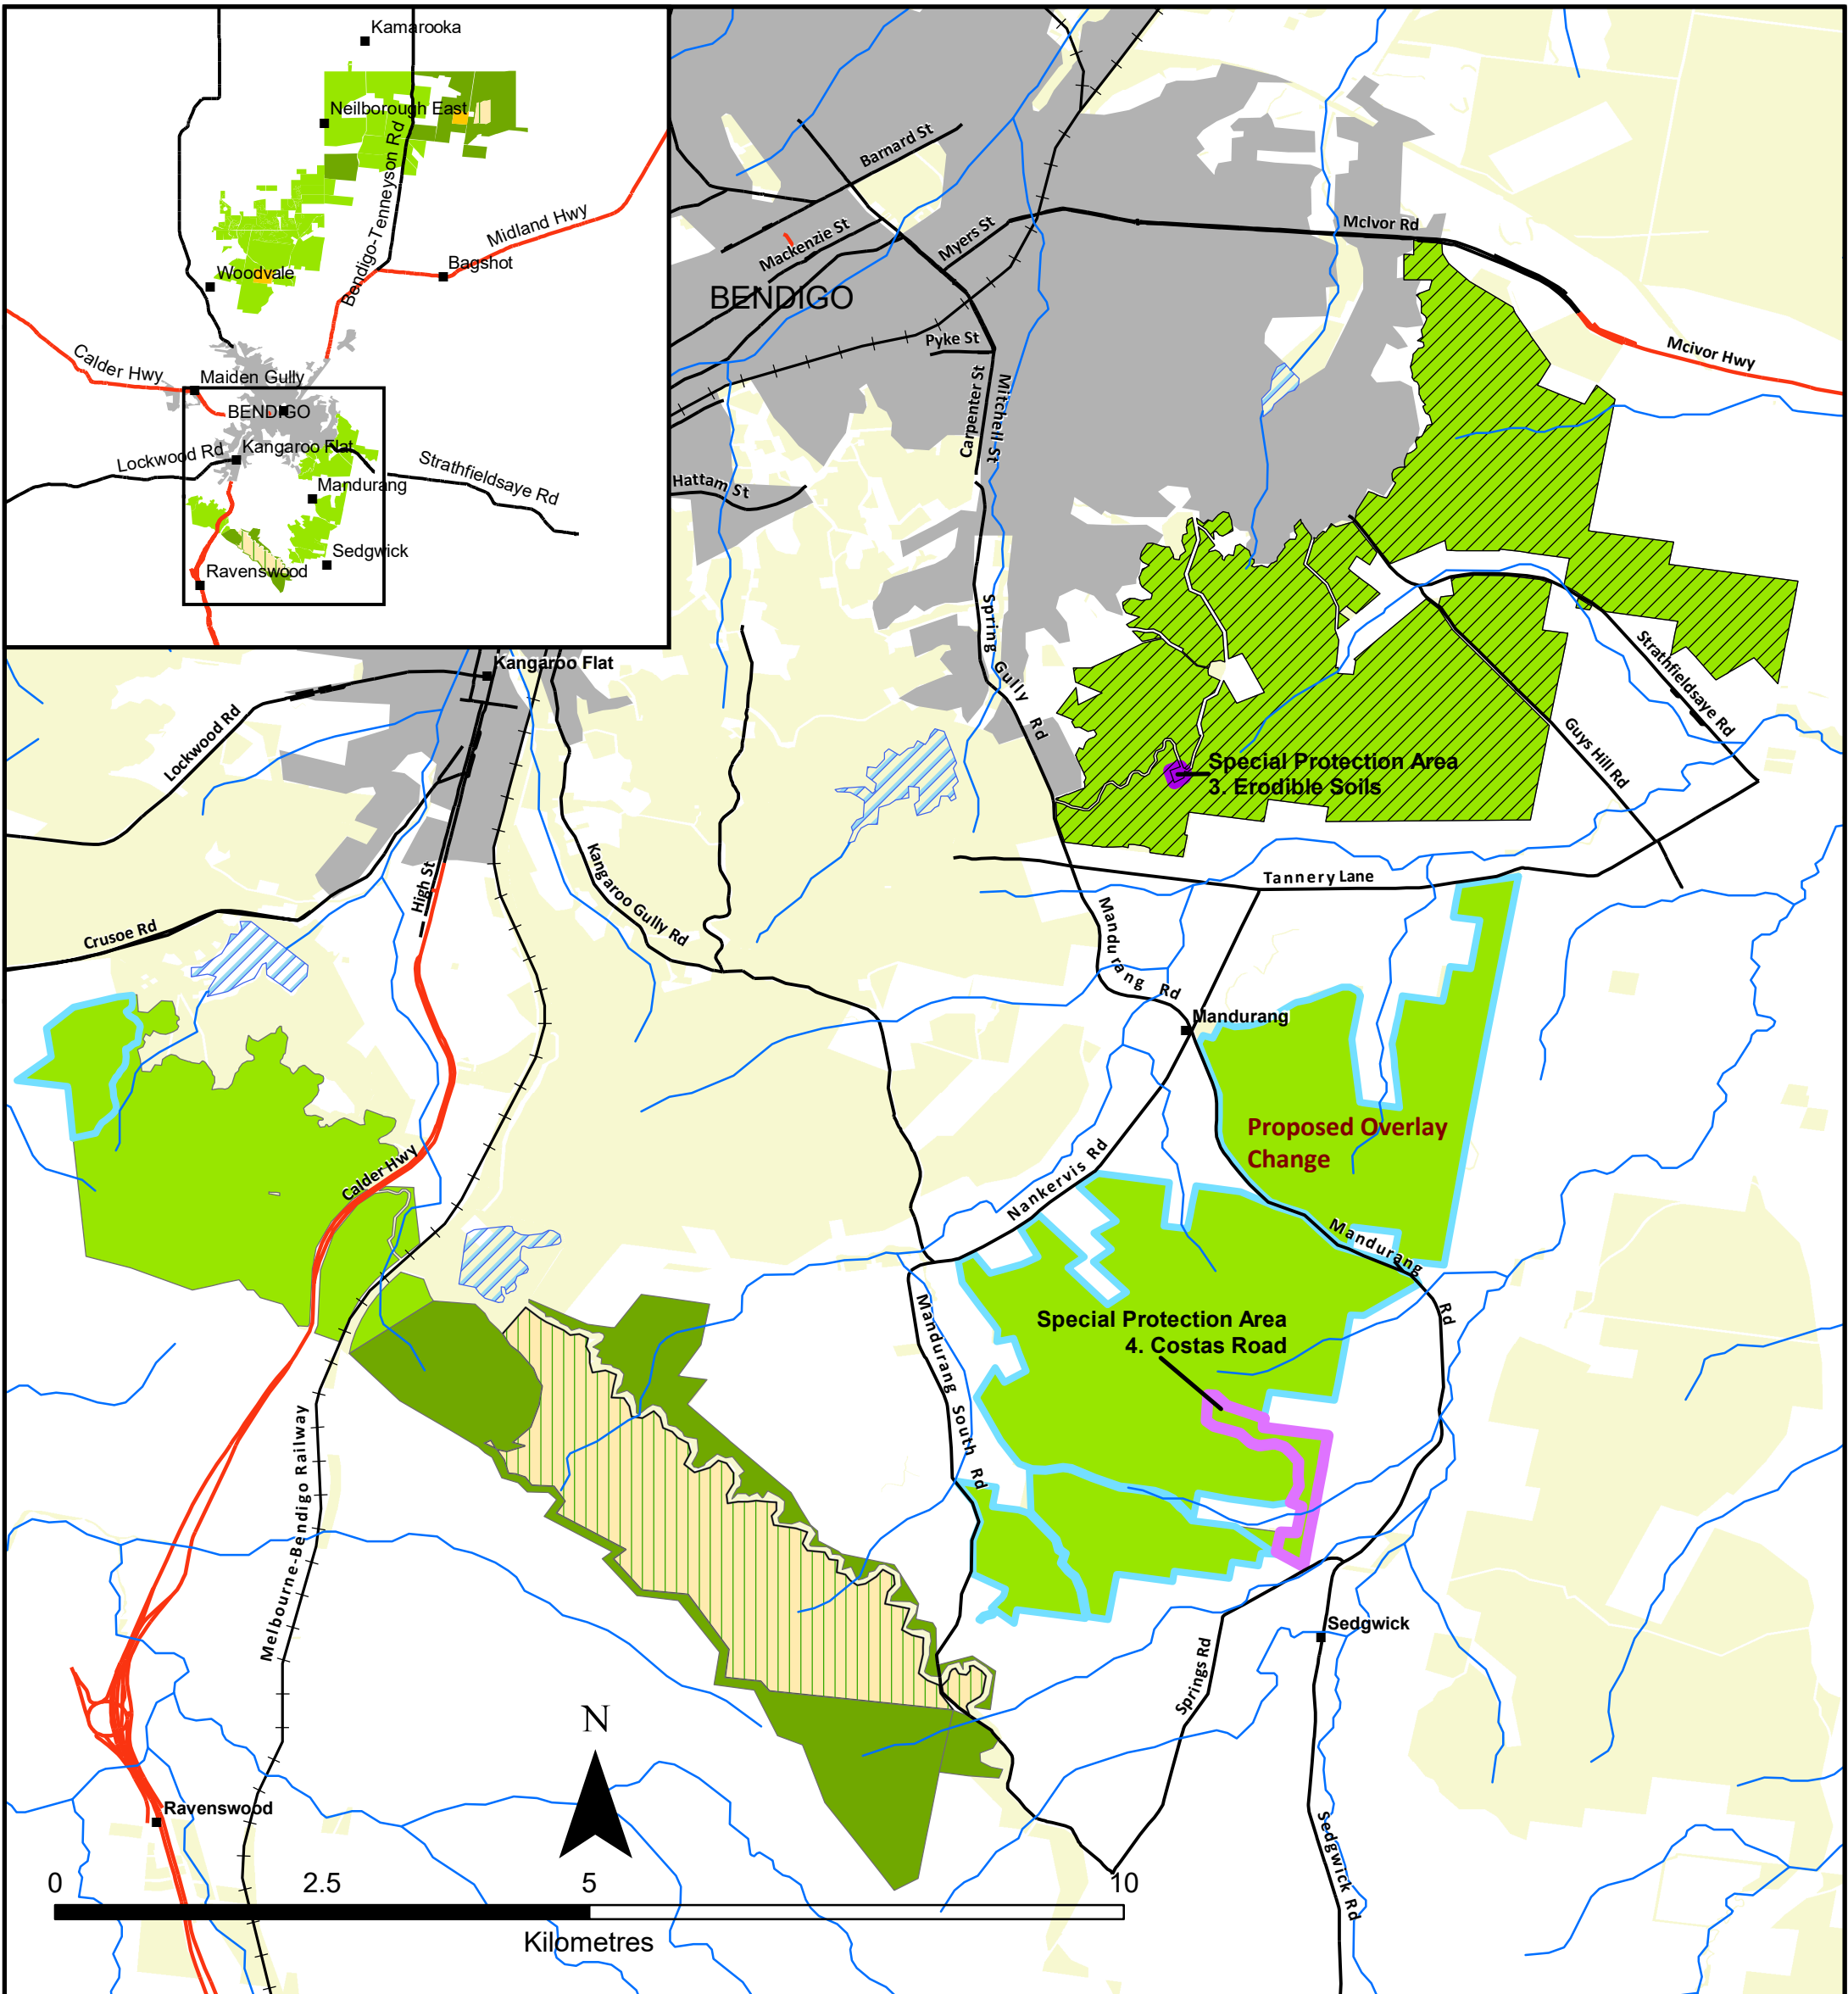 Kamarooka
Neilborough East
Bendigo-Tenneyson Rd
Midland Hwy
Woodvale
Bagshot
Calder Hwy
Maiden Gully
BENDIGO
Lockwood Rd
Kangaroo Flat
Strathfieldsaye Rd
Mandurang
Sedgwick
Ravenswood
Barnard St
Mackenzie St
Myers St
McIvor Rd
BENDIGO
Pyke St
Mcivor Hwy
Carpenter St
Mitchell St
Hattam St
Spring Gully Rd
Kangaroo Flat
Lockwood Rd
Strathfieldsaye Rd
Guys Hill Rd
Special Protection Area
3. Erodible Soils
High St
Kangaroo Gully Rd
Tannery Lane
Crusoe Rd
Mandurang Rd
Mandurang
Proposed Overlay
Change
Calder Hwy
Nankervis Rd
Mandurang Rd
Special Protection Area
4. Costas Road
Mandurang South Rd
Melbourne-Bendigo Railway
Sedgwick
Springs Rd
N
Ravenswood
Sedgwick Rd
0 2.5 5 10
Kilometres